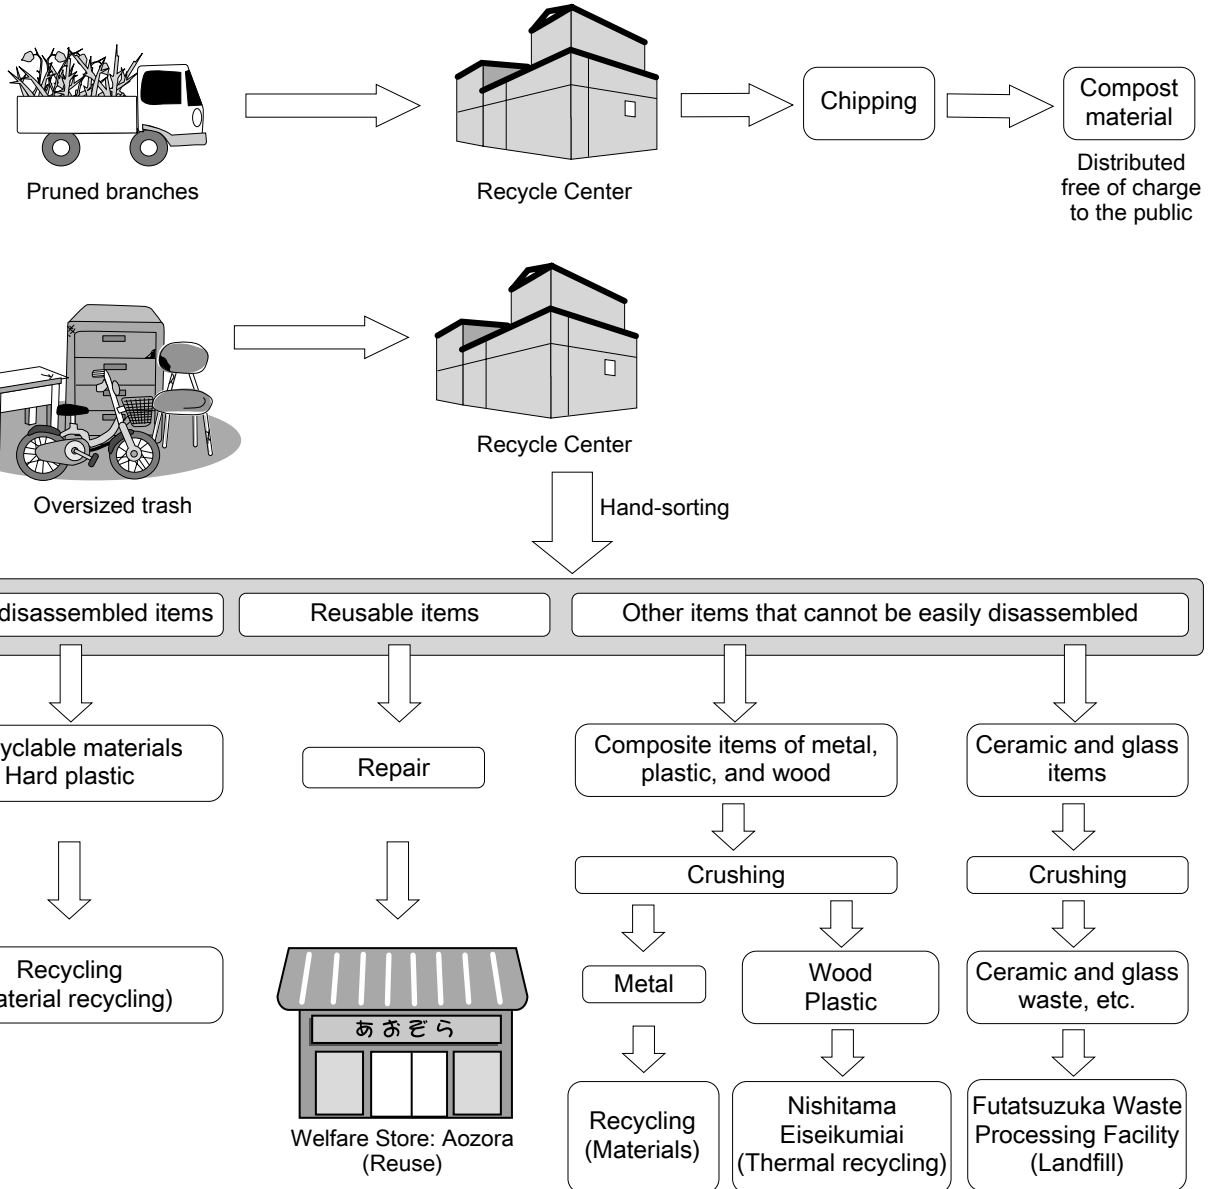 Pruned branches
Recycle Center
Chipping
Compost
material
Distributed
free of charge
to the public
Oversized trash
Recycle Center
Hand-sorting
disassembled items
Reusable items
Other items that cannot be easily disassembled
yclable materials
Hard plastic
Repair
Composite items of metal,
plastic, and wood
Ceramic and glass
items
Crushing
Crushing
Recycling
aterial recycling)
あおぞら
Welfare Store: Aozora
(Reuse)
Metal
Wood
Plastic
Ceramic and glass
waste, etc.
Recycling
(Materials)
Nishitama
Eiseikumiai
(Thermal recycling)
Futatsuzuka Waste
Processing Facility
(Landfill)